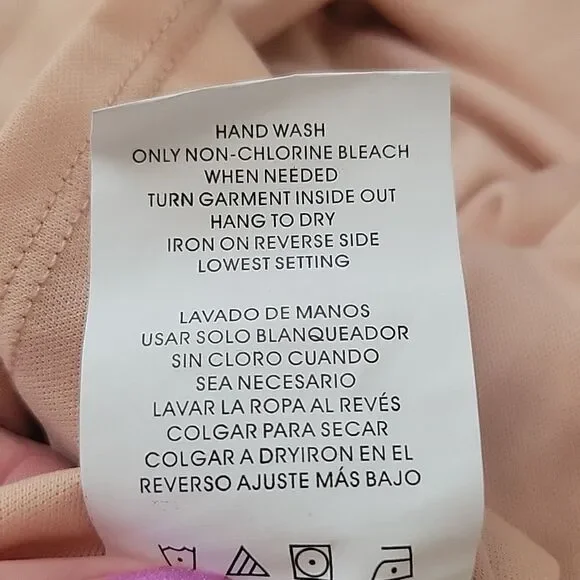 HAND WASH
ONLY NON-CHLORINE BLEACH
WHEN NEEDED
TURN GARMENT INSIDE OUT
HANG TO DRY
IRON ON REVERSE SIDE
LOWEST SETTING
LAVADO DE MANOS
USAR SOLO BLANQUEADOR
SIN CLORO CUANDO
SEA NECESARIO
LAVAR LA ROPA AL REVÉS
COLGAR PARA SECAR
COLGAR A DRYIRON EN EL
REVERSO AJUSTE MÁS BAJO